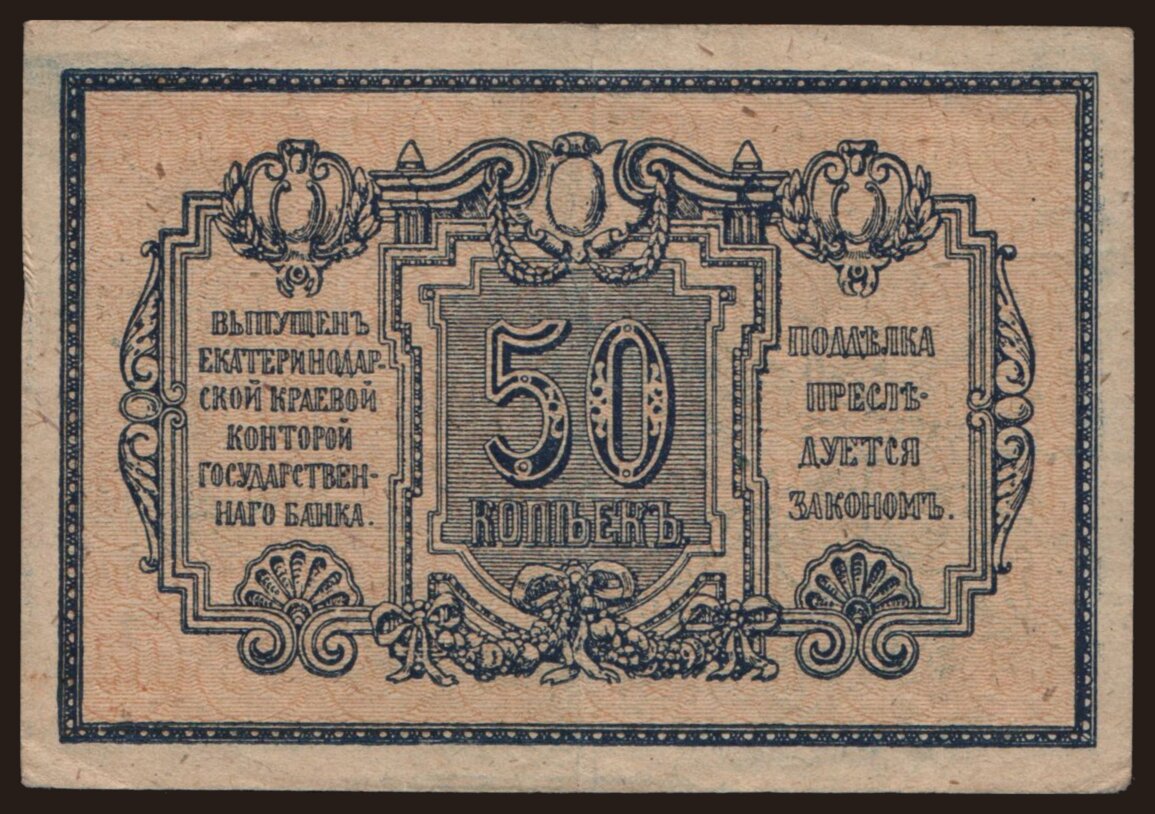 ВЫПУЩЕНЪ
ЕКАТЕРИНОДАР-
СКОЙ КРАЕВОЙ
КОНТОРОЙ
ГОСУДАРСТВЕН-
НАГО БАНКА.
50
КОПѢЕКЪ.
ПОДДѢЛКА
ПРЕСЛѢ-
ДУЕТСЯ
ЗАКОНОМЪ.